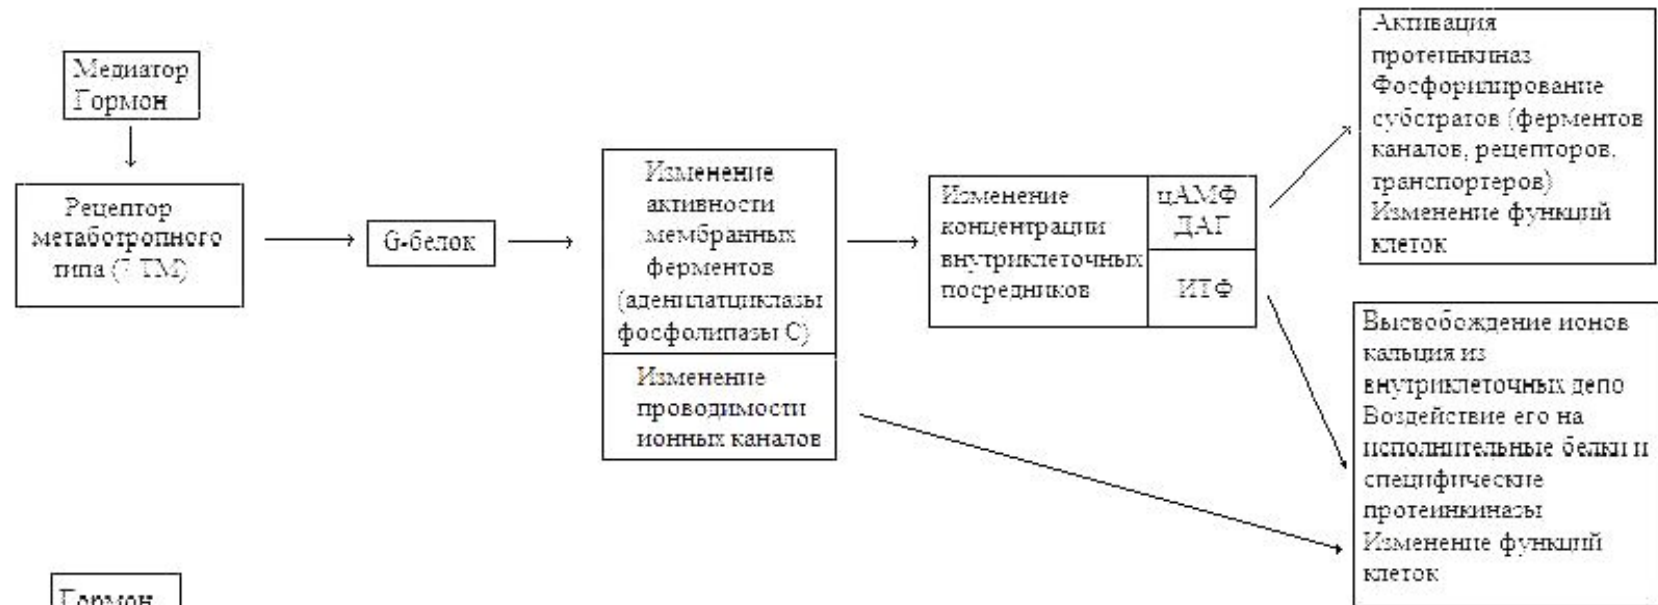 Медиатор
Гормон
Рецептор
метаботропного
типа (7 ТМ)
G-белок
Изменение
активности
мембранных
ферментов
(аденилатциклазы
фосфолипазы С)
Изменение
проводимости
ионных каналов
Изменение
концентрации
внутриклеточных
посредников
цАМФ
ДАГ
ИТФ
Активация
протеинкиназ
Фосфорилирование
субстратов (ферментов
каналов, рецепторов,
транспортеров)
Изменение функций
клеток
Высвобождение ионов
кальция из
внутриклеточных депо
Воздействие его на
исполнительные белки и
специфические
протеинкиназы
Изменение функций
клеток
Гормон